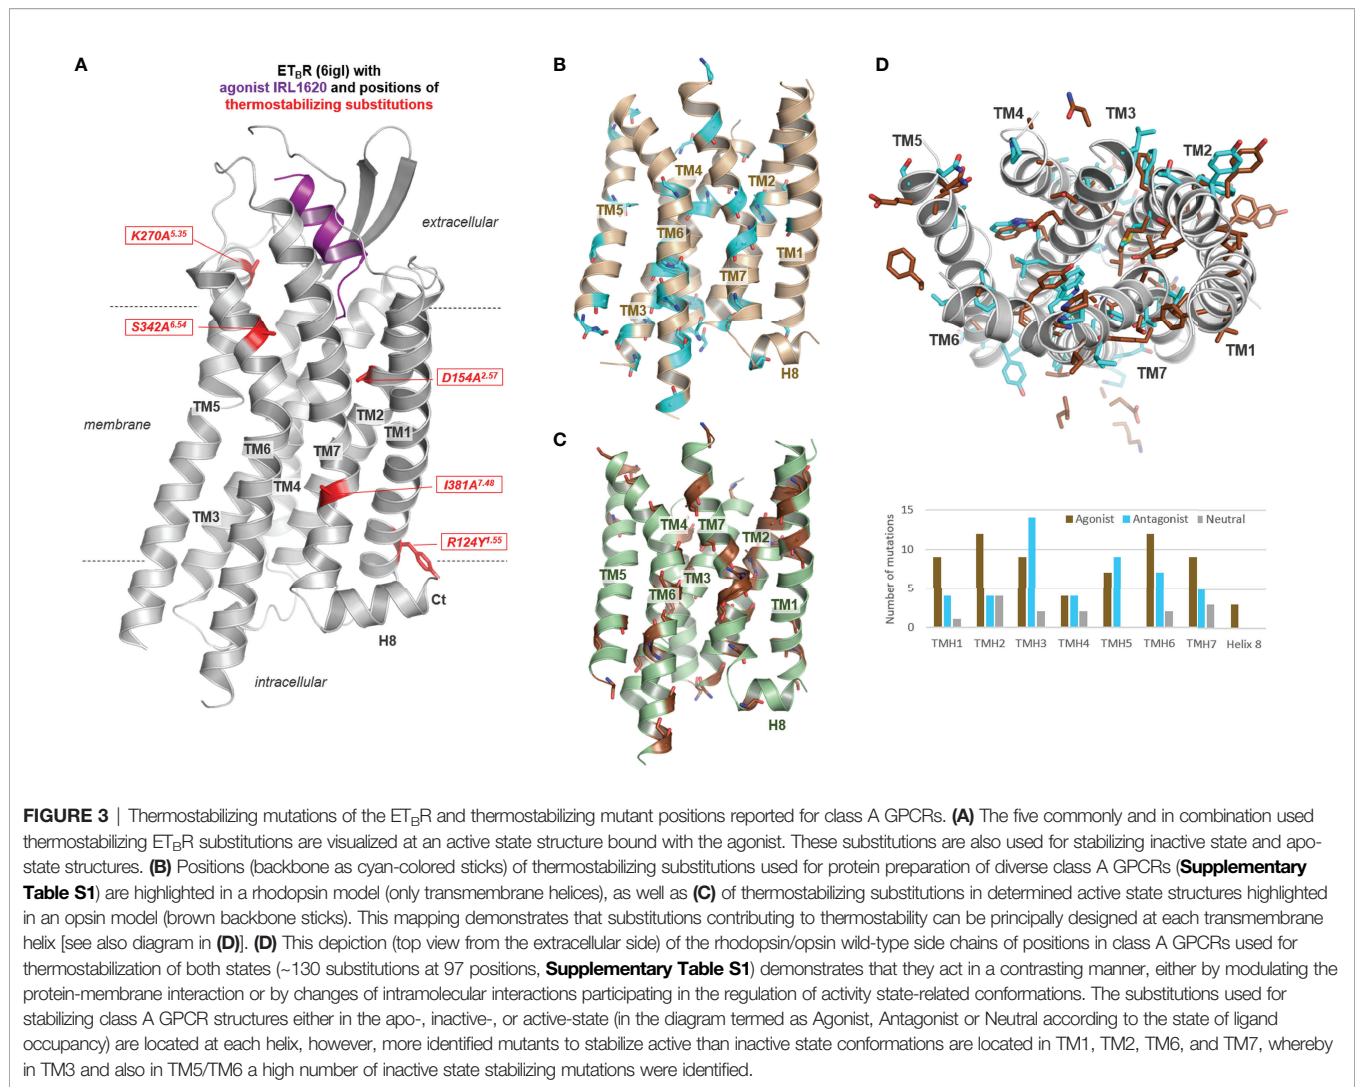 A
ET_BR (6igl) with
agonist IRL1620 and positions of
thermostabilizing substitutions
extracellular
K270A^5.35
S342A^6.54
D154A^2.57
TM5
TM2
TM1
membrane
TM6
TM7
TM4
I381A^7.48
TM3
R124Y^1.55
Ct
H8
intracellular
B
TM4
TM2
TM5
TM6
TM1
TM7
TM3
H8
C
TM4
TM7
TM2
TM5
TM3
TM6
TM1
H8
D
TM4
TM3
TM5
TM2
TM6
TM1
TM7
15
10
5
0
Number of mutations
Agonist
Antagonist
Neutral
TMH1
TMH2
TMH3
TMH4
TMH5
TMH6
TMH7
Helix 8
FIGURE 3 | Thermostabilizing mutations of the ET_BR and thermostabilizing mutant positions reported for class A GPCRs. (A) The five commonly and in combination used
thermostabilizing ET_BR substitutions are visualized at an active state structure bound with the agonist. These substitutions are also used for stabilizing inactive state and apo-
state structures. (B) Positions (backbone as cyan-colored sticks) of thermostabilizing substitutions used for protein preparation of diverse class A GPCRs (Supplementary
Table S1) are highlighted in a rhodopsin model (only transmembrane helices), as well as (C) of thermostabilizing substitutions in determined active state structures highlighted
in an opsin model (brown backbone sticks). This mapping demonstrates that substitutions contributing to thermostability can be principally designed at each transmembrane
helix [see also diagram in (D)]. (D) This depiction (top view from the extracellular side) of the rhodopsin/opsin wild-type side chains of positions in class A GPCRs used for
thermostabilization of both states (~130 substitutions at 97 positions, Supplementary Table S1) demonstrates that they act in a contrasting manner, either by modulating the
protein-membrane interaction or by changes of intramolecular interactions participating in the regulation of activity state-related conformations. The substitutions used for
stabilizing class A GPCR structures either in the apo-, inactive-, or active-state (in the diagram termed as Agonist, Antagonist or Neutral according to the state of ligand
occupancy) are located at each helix, however, more identified mutants to stabilize active than inactive state conformations are located in TM1, TM2, TM6, and TM7, whereby
in TM3 and also in TM5/TM6 a high number of inactive state stabilizing mutations were identified.